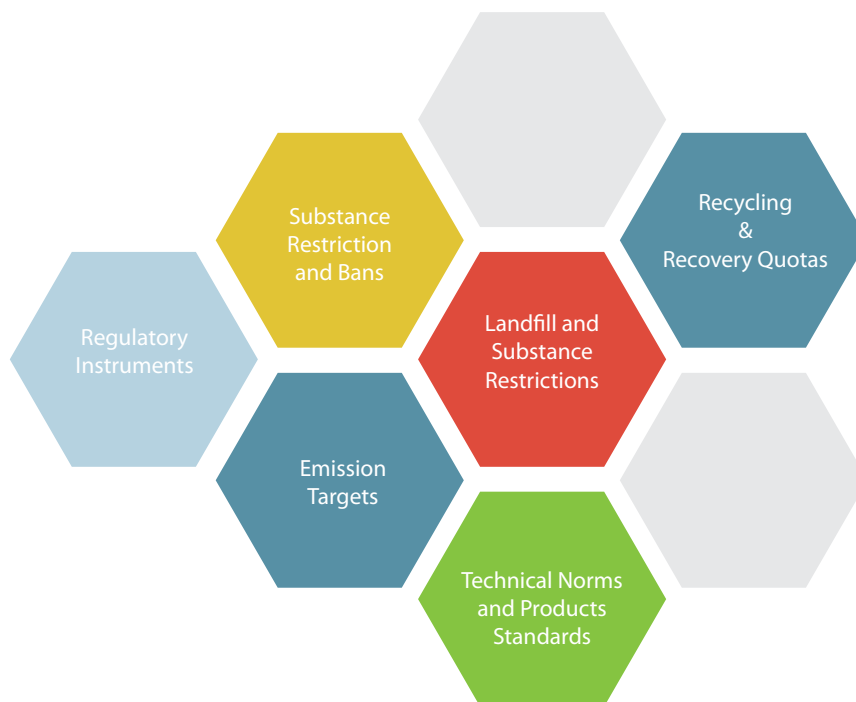 Substance
Restriction
and Bans
Recycling
&
Recovery Quotas
Regulatory
Instruments
Landfill and
Substance
Restrictions
Emission
Targets
Technical Norms
and Products
Standards